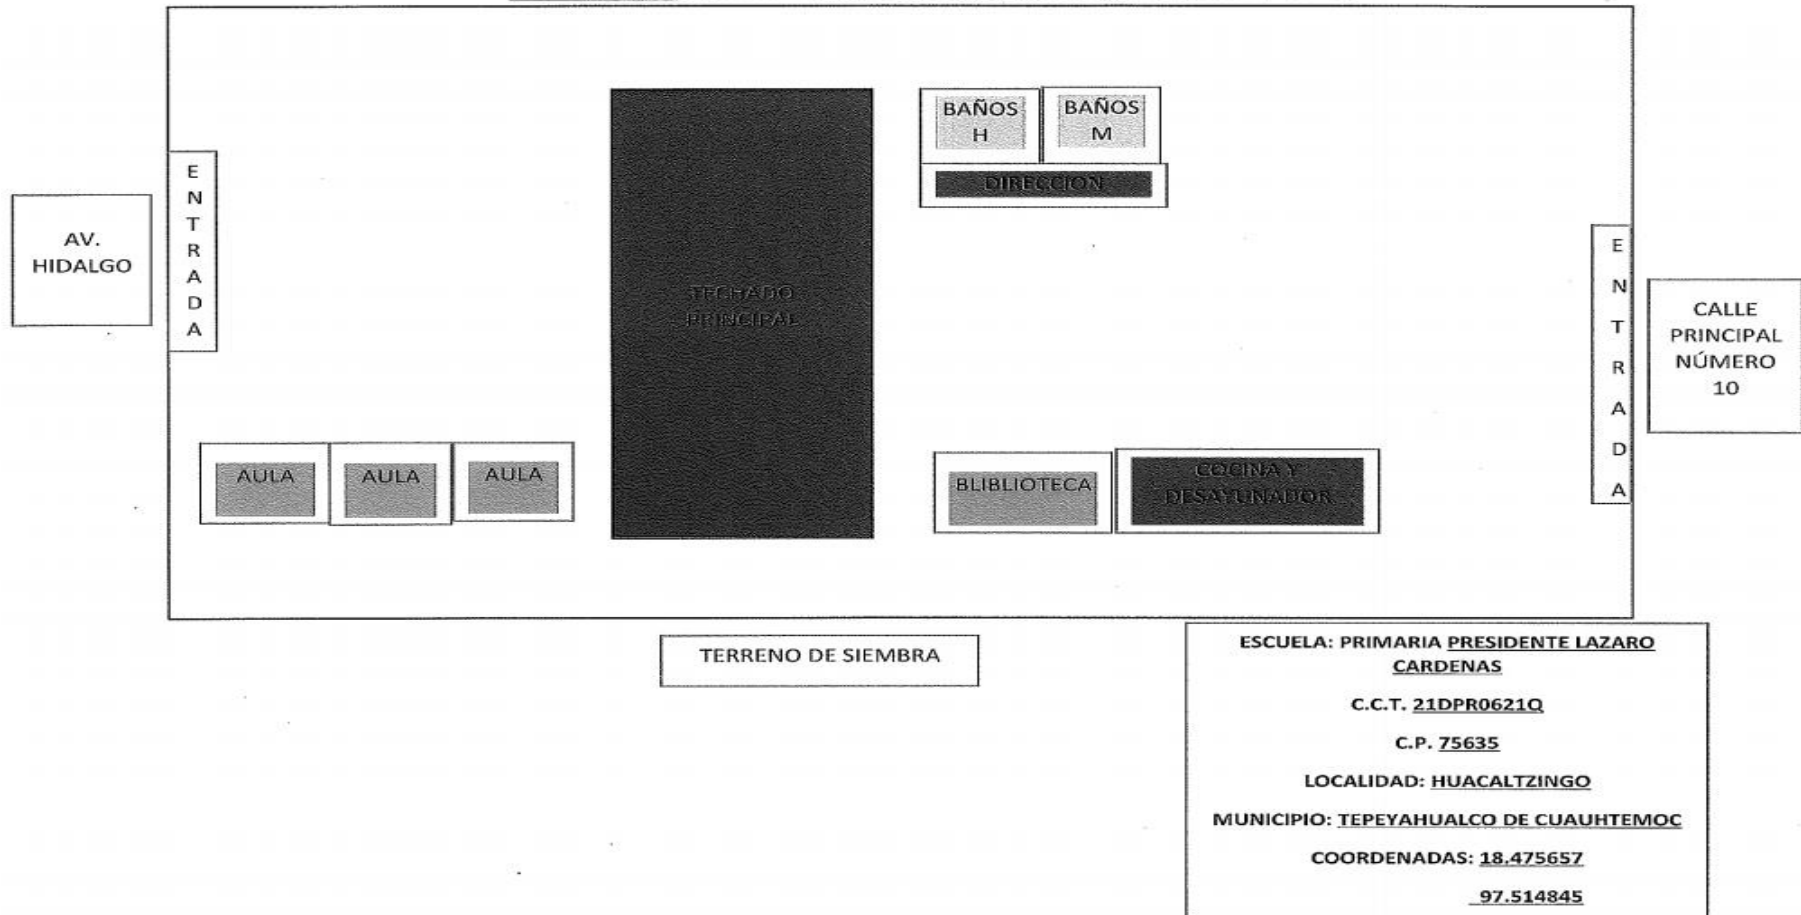 BAÑOS
H
BAÑOS
M
DIRECCION
ENTRADA
AV.
HIDALGO
TECHADO
PRINCIPAL
ENTRADA
CALLE
PRINCIPAL
NÚMERO
10
AULA
AULA
AULA
BLIBLIOTECA
COCINA Y
DESAYUNADOR
TERRENO DE SIEMBRA
ESCUELA: PRIMARIA PRESIDENTE LAZARO
CARDENAS
C.C.T. 21DPR0621Q
C.P. 75635
LOCALIDAD: HUACALTZINGO
MUNICIPIO: TEPEYAHUALCO DE CUAUHTEMOC
COORDENADAS: 18.475657
97.514845